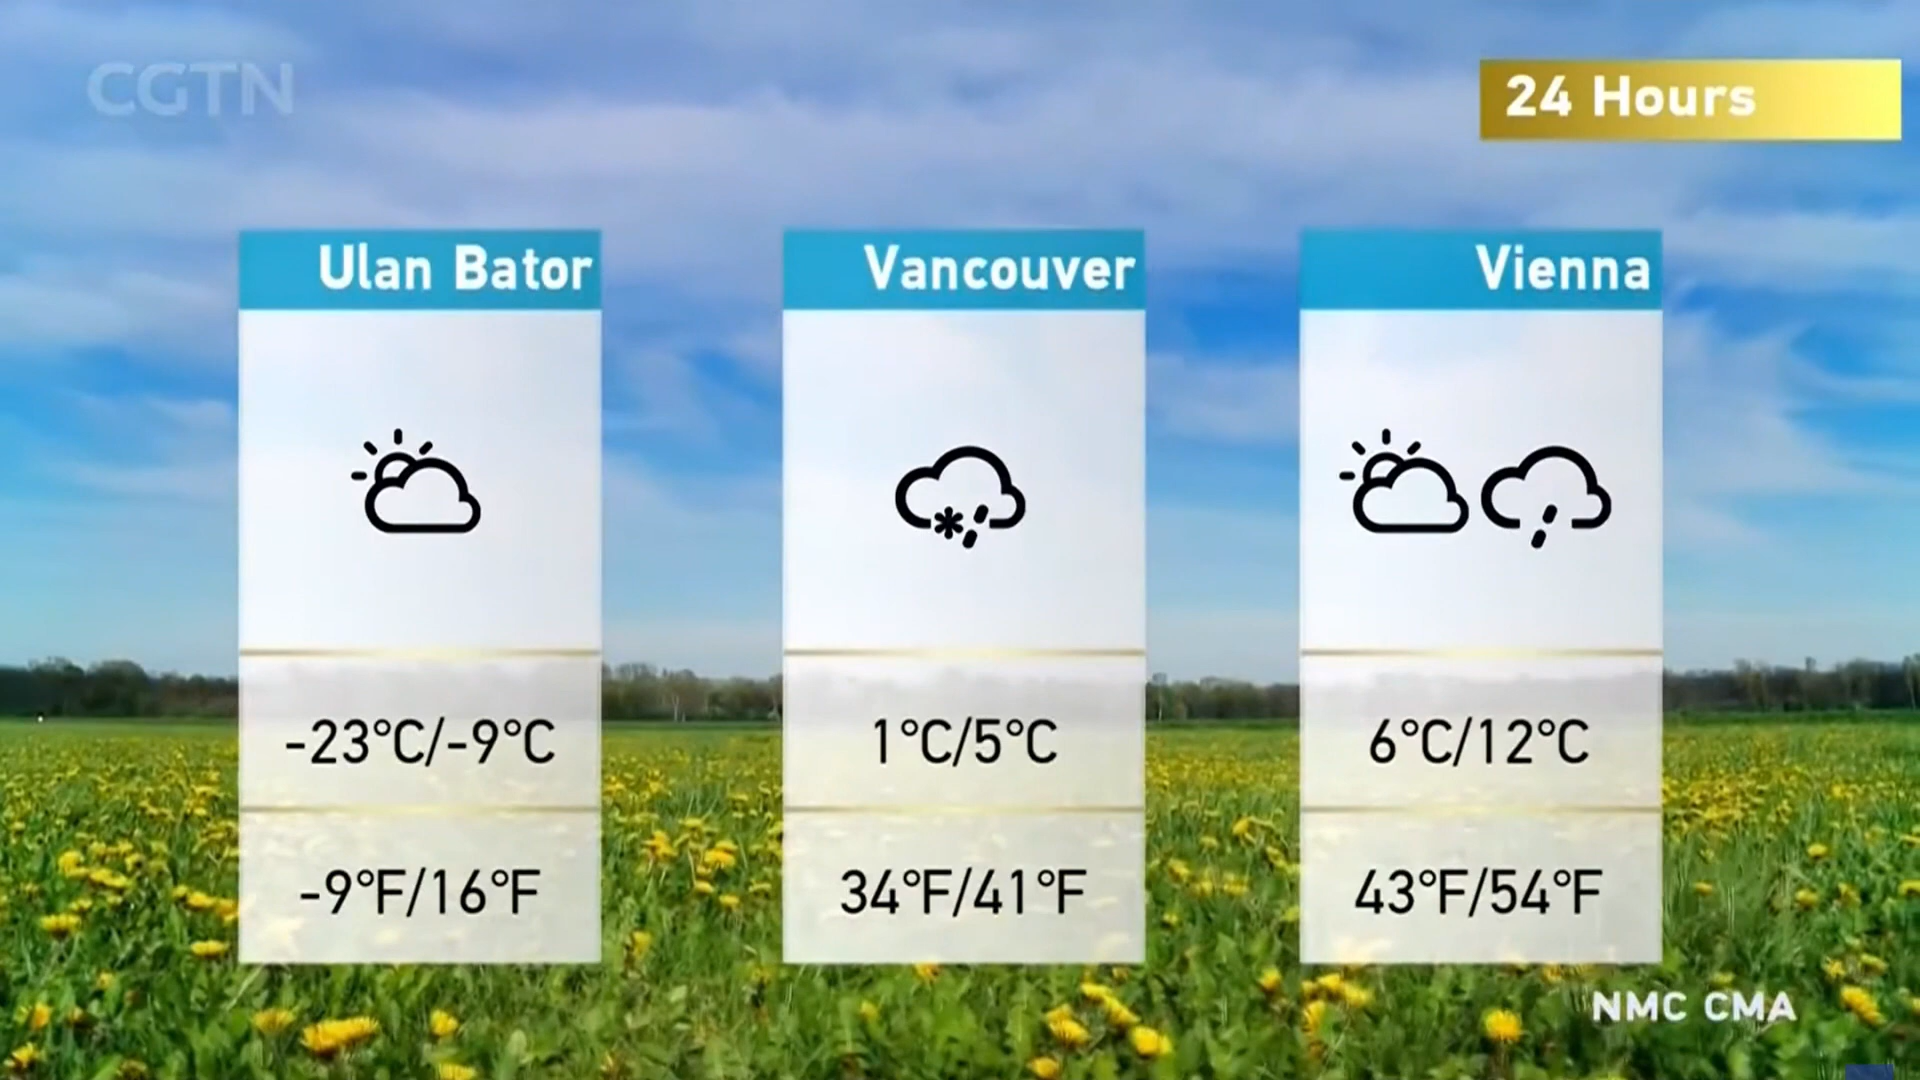 CGTN
24 Hours
Ulan Bator
-23°C/-9°C
-9°F/16°F
Vancouver
1°C/5°C
34°F/41°F
Vienna
6°C/12°C
43°F/54°F
NMC CMA